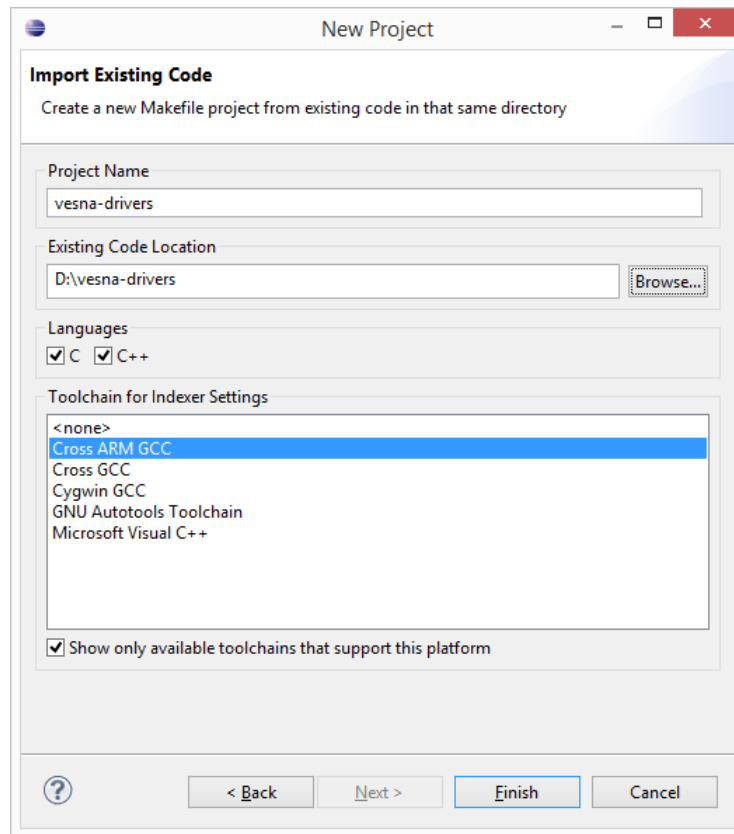 New Project
Import Existing Code
Create a new Makefile project from existing code in that same directory
Project Name
vesna-drivers
Existing Code Location
D:\vesna-drivers
Browse...
Languages
C C++
Toolchain for Indexer Settings
<none>
Cross ARM GCC
Cross GCC
Cygwin GCC
GNU Autotools Toolchain
Microsoft Visual C++
Show only available toolchains that support this platform
? < Back Next > Finish Cancel